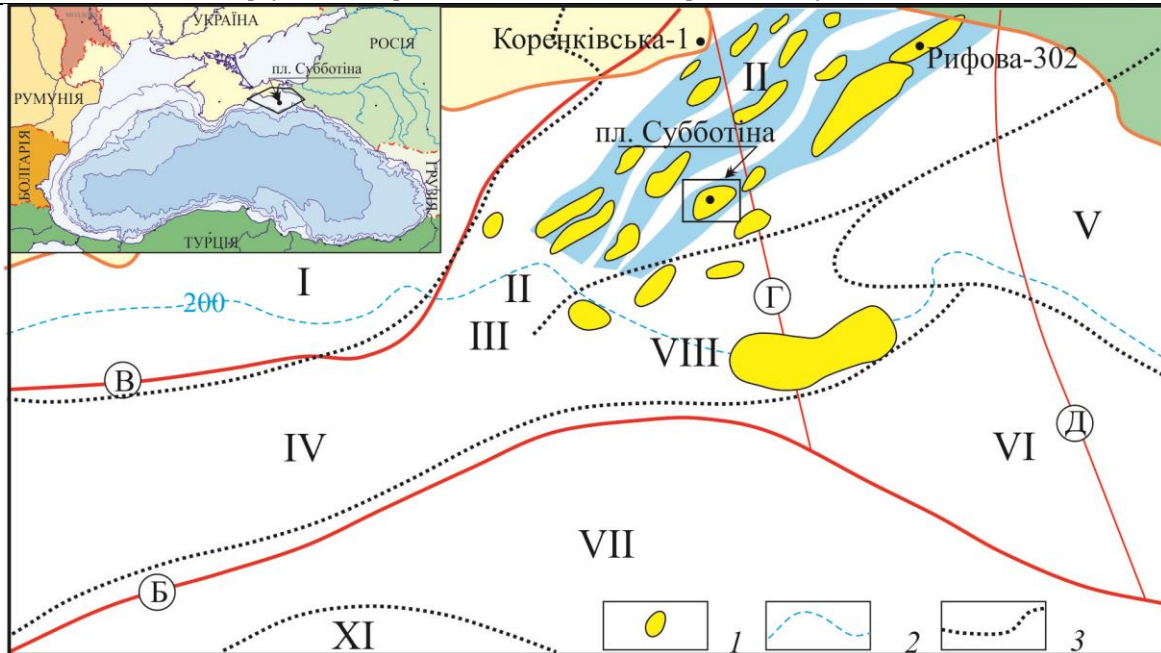 УКРАЇНА
РОСІЯ
пл. Субботіна
РУМУНІЯ
БОЛГАРІЯ
ГРУЗІЯ
ТУРЦІЯ
Коренківська-1
Рифова-302
II
пл. Субботіна
V
I
II
Г
200
III
VIII
В
IV
VI
Д
VII
Б
XI
1
2
3